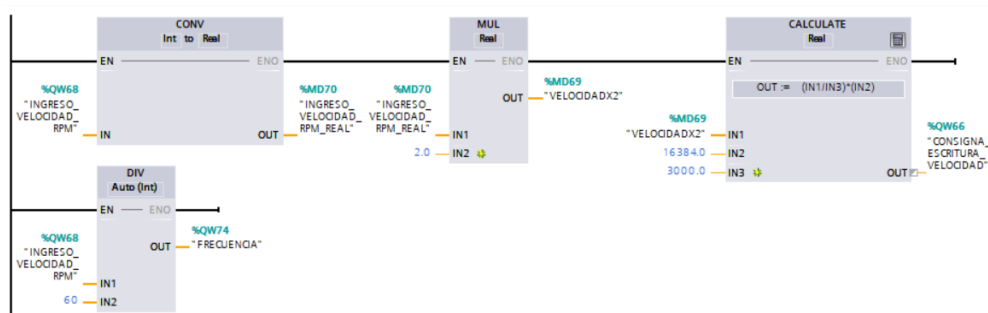 CONV
Int to Real
EN
ENO
%QW68
"INGRESO_
VELOCIDAD_
RPM"
IN
OUT
%MD70
"INGRESO_
VELOCIDAD_
RPM_REAL"
MUL
Real
EN
ENO
%MD70
"INGRESO_
VELOCIDAD_
RPM_REAL"
IN1
2.0
IN2
OUT
%MD69
"VELOCIDADX2"
CALCULATE
Real
EN
ENO
OUT := (IN1/IN3)*(IN2)
%MD69
"VELOCIDADX2"
IN1
16384.0
IN2
3000.0
IN3
OUT
%QW66
"CONSIGNA_
ESCRITURA_
VELOCIDAD"
DIV
Auto (Int)
EN
ENO
%QW68
"INGRESO_
VELOCIDAD_
RPM"
IN1
60
IN2
OUT
%QW74
"FRECUENCIA"